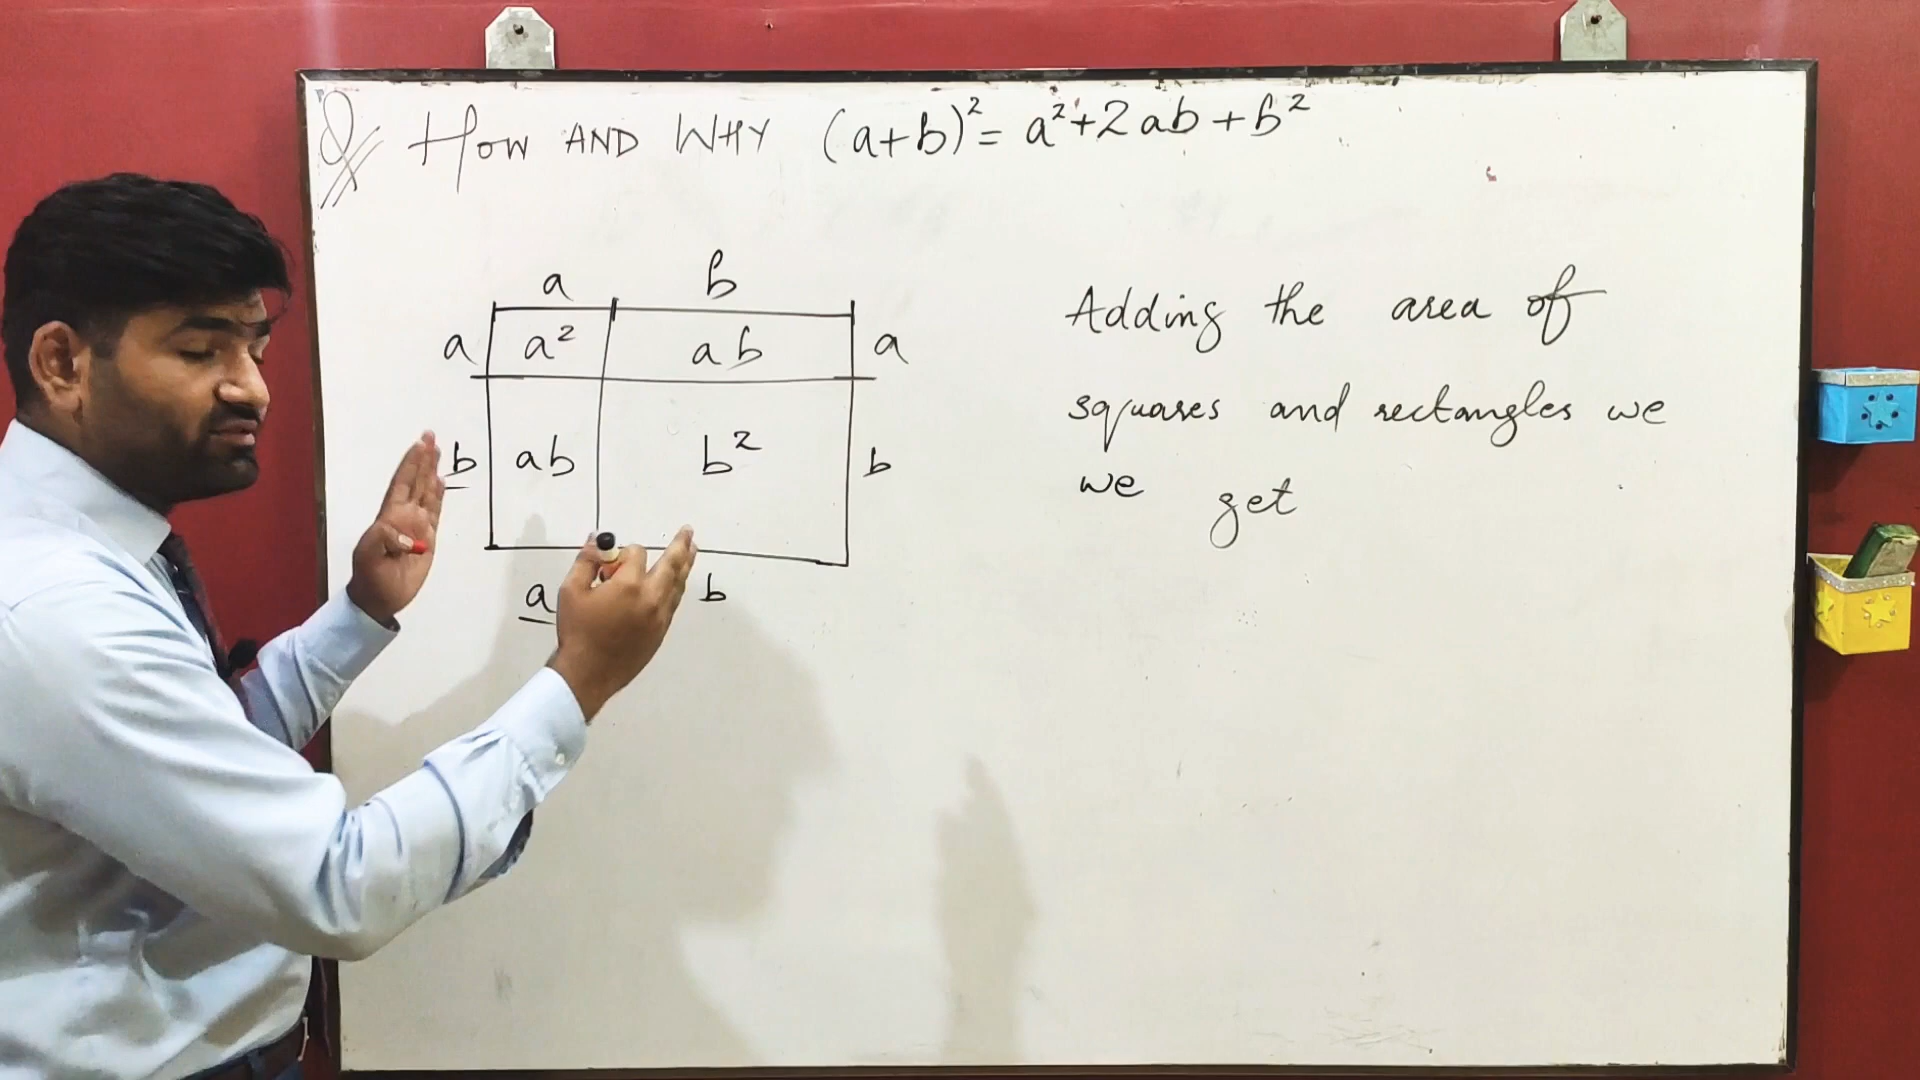 Q HOW AND WHY (a+b)²= a²+2ab+b²
a b
a a² ab a
b ab b² b
a b
Adding the area of
squares and rectangles we
we get